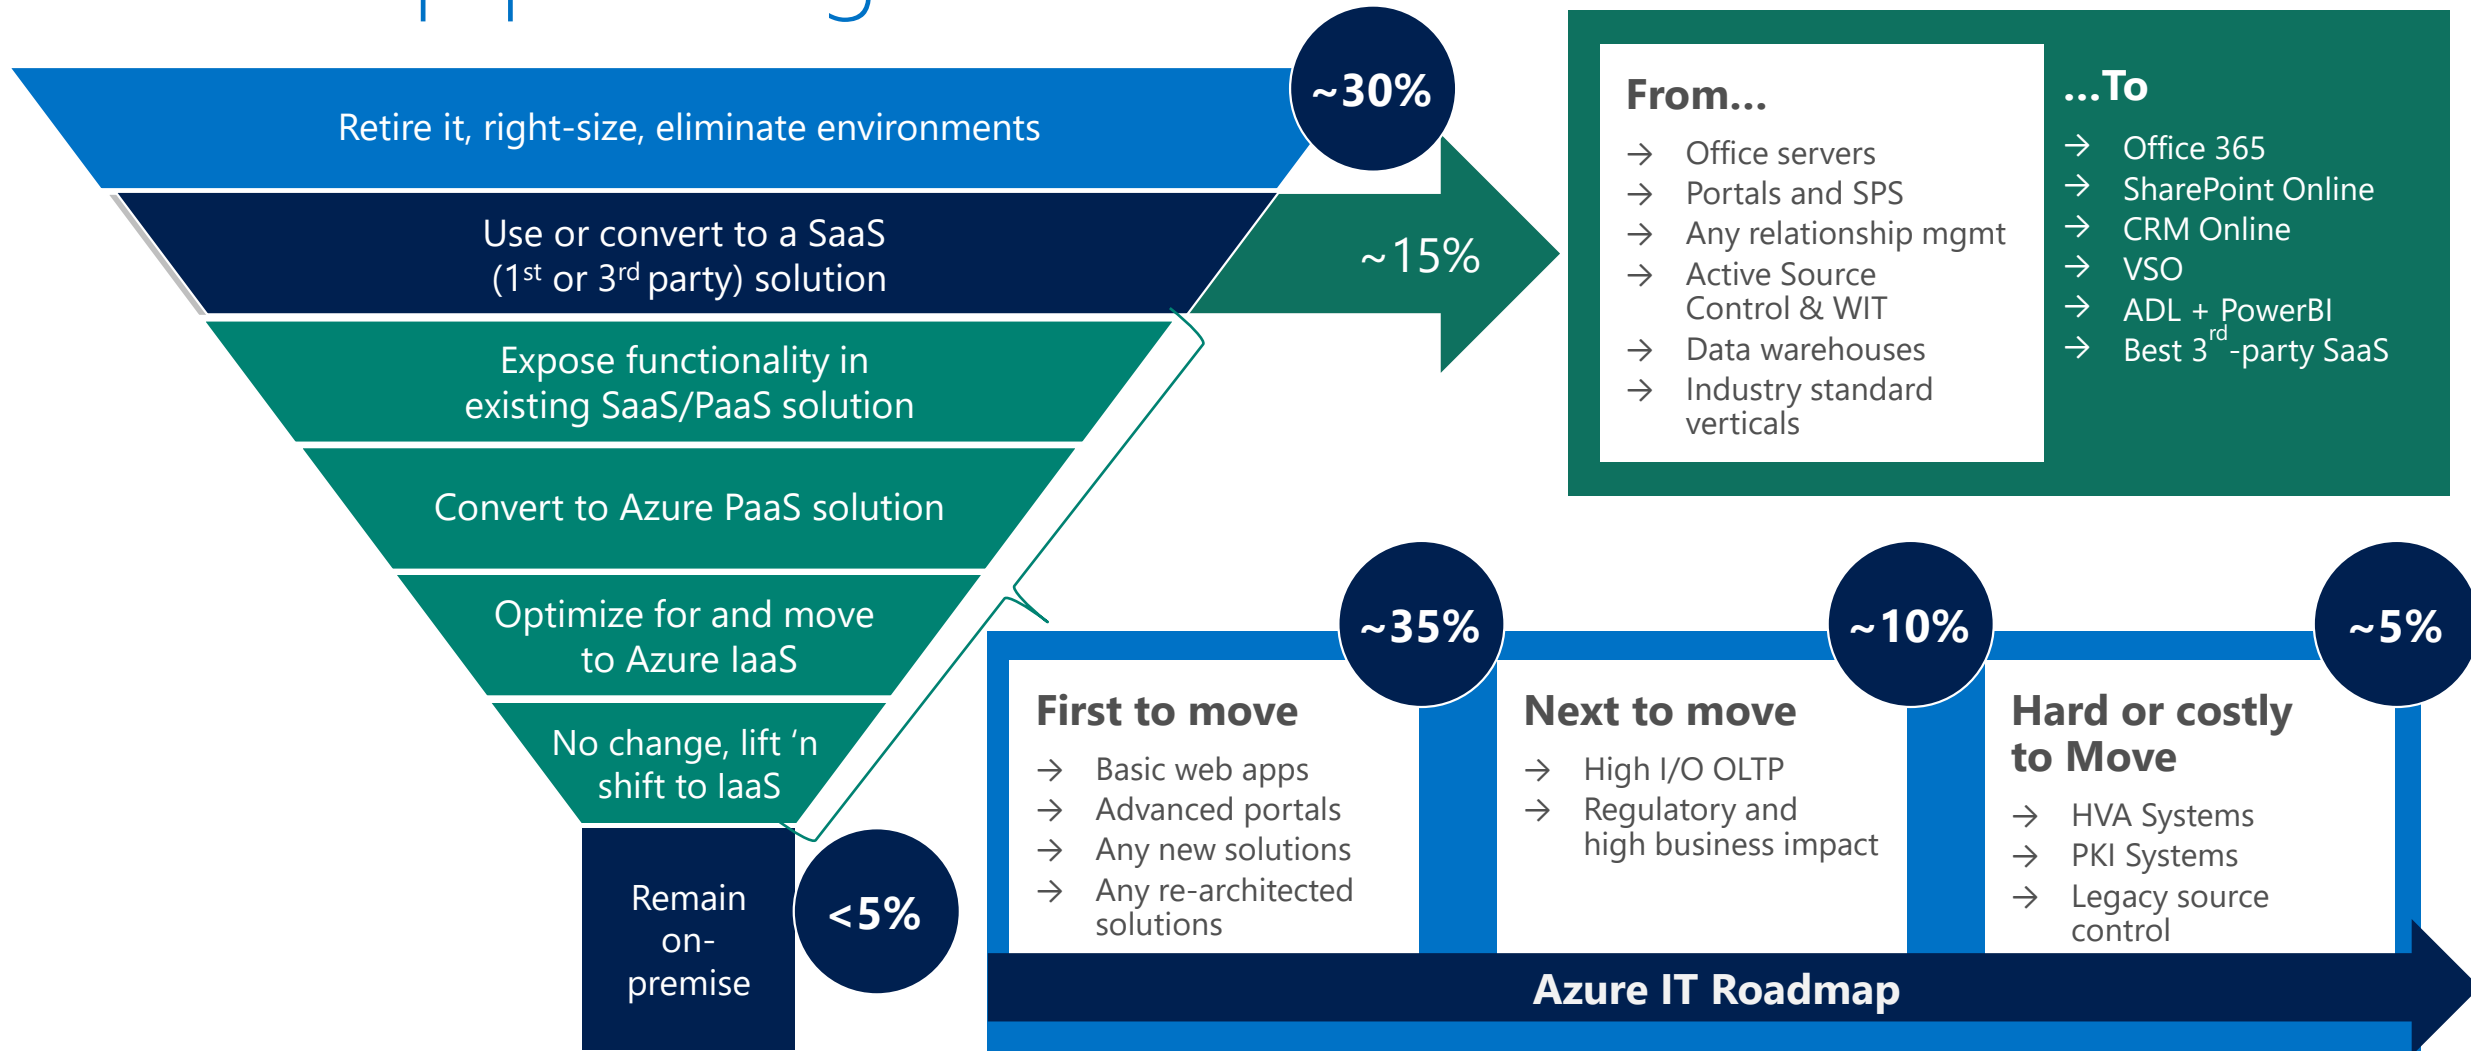 Retire it, right-size, eliminate environments
~30%
Use or convert to a SaaS
(1st or 3rd party) solution
~15%
Expose functionality in
existing SaaS/PaaS solution
Convert to Azure PaaS solution
Optimize for and move
to Azure IaaS
No change, lift ‘n
shift to IaaS
Remain
on-
premise
<5%
From...
→ Office servers
→ Portals and SPS
→ Any relationship mgmt
→ Active Source
Control & WIT
→ Data warehouses
→ Industry standard
verticals
...To
→ Office 365
→ SharePoint Online
→ CRM Online
→ VSO
→ ADL + PowerBI
→ Best 3rd-party SaaS
~35%
First to move
→ Basic web apps
→ Advanced portals
→ Any new solutions
→ Any re-architected
solutions
~10%
Next to move
→ High I/O OLTP
→ Regulatory and
high business impact
~5%
Hard or costly
to Move
→ HVA Systems
→ PKI Systems
→ Legacy source
control
Azure IT Roadmap